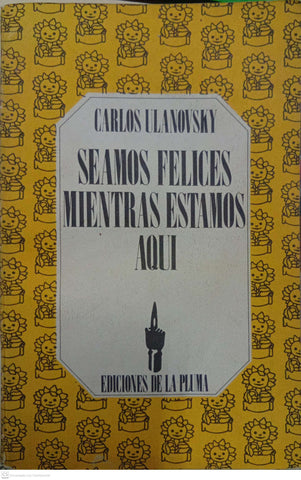 CARLOS ULANOVSKY
SEAMOS FELICES
MIENTRAS ESTAMOS
AQUI
EDICIONES DE LA PLUMA